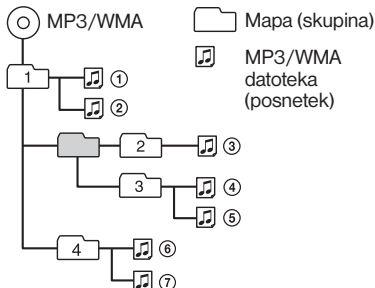 MP3/WMA
Mapa (skupina)
MP3/WMA
datoteka
(posnetek)
1
①
②
2
③
3
④
⑤
4
⑥
⑦